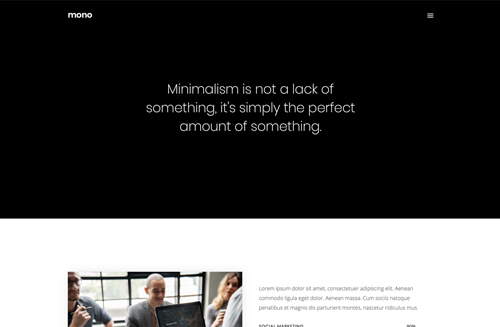 mono
Minimalism is not a lack of
something, it's simply the perfect
amount of something.
Lorem ipsum dolor sit amet, consectetuer adipiscing elit. Aenean
commodo ligula eget dolor. Aenean massa. Cum sociis natoque
penatibus et magnis dis parturient montes, nascetur ridiculus mus.
SOCIAL MARKETING 90%